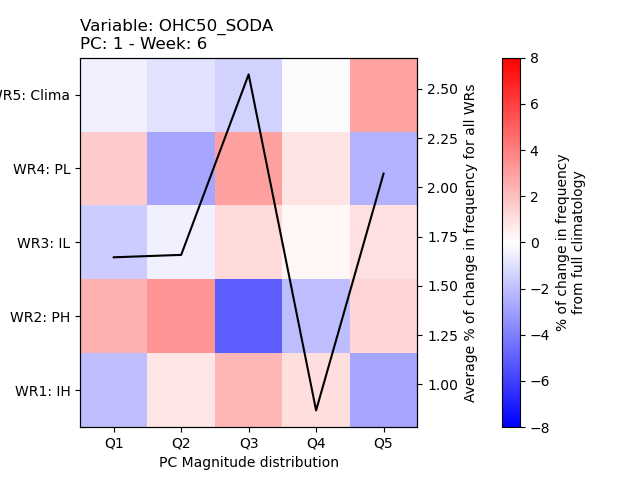 Variable: OHC50_SODA
PC: 1 - Week: 6
WR5: Clima
WR4: PL
WR3: IL
WR2: PH
WR1: IH
Q1 Q2 Q3 Q4 Q5
PC Magnitude distribution
2.50
2.25
2.00
1.75
1.50
1.25
1.00
Average % of change in frequency for all WRs
8
6
4
2
0
−2
−4
−6
−8
% of change in frequency
from full climatology